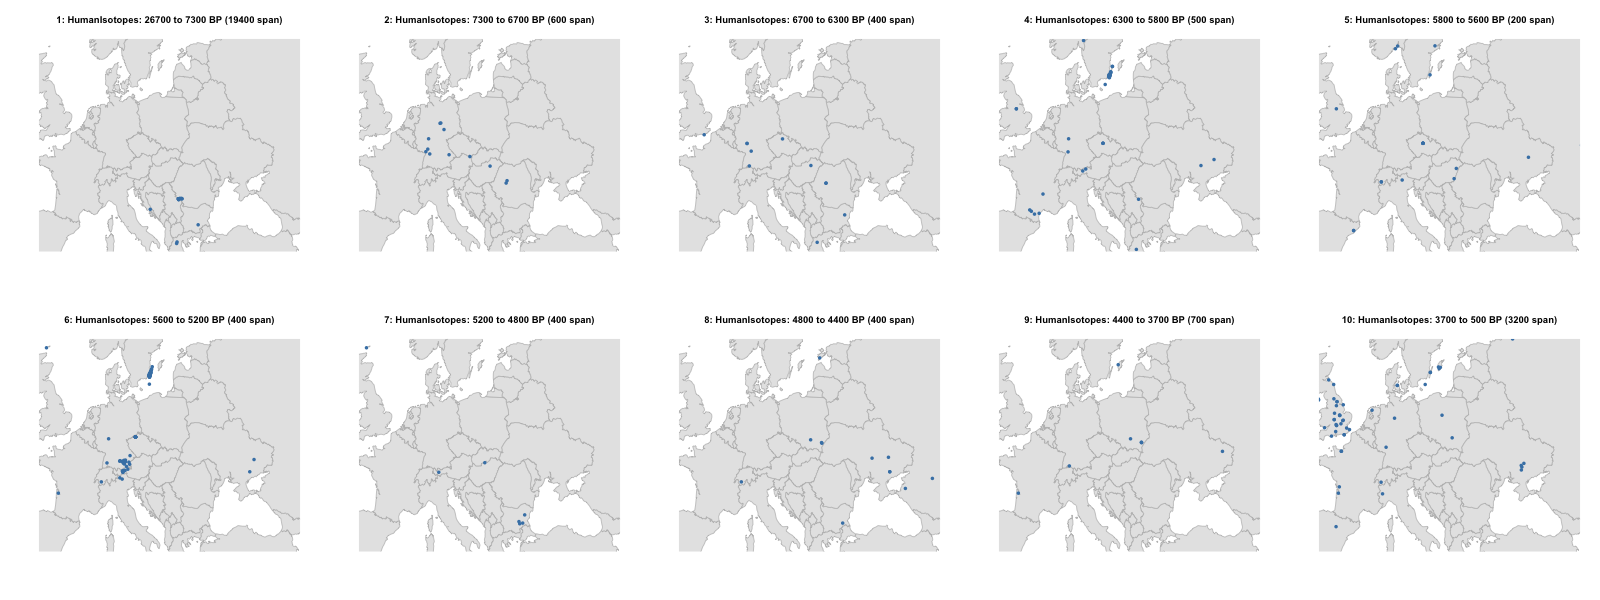 1: HumanIsotopes: 26700 to 7300 BP (19400 span)
2: HumanIsotopes: 7300 to 6700 BP (600 span)
3: HumanIsotopes: 6700 to 6300 BP (400 span)
4: HumanIsotopes: 6300 to 5800 BP (500 span)
5: HumanIsotopes: 5800 to 5600 BP (200 span)
6: HumanIsotopes: 5600 to 5200 BP (400 span)
7: HumanIsotopes: 5200 to 4800 BP (400 span)
8: HumanIsotopes: 4800 to 4400 BP (400 span)
9: HumanIsotopes: 4400 to 3700 BP (700 span)
10: HumanIsotopes: 3700 to 500 BP (3200 span)